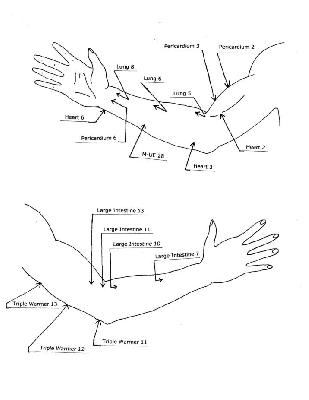 Pericardium 3
Pericardium 2
Lung 8
Lung 6
Lung 5
Heart 6
Pericardium 6
M-UE 28
Heart 3
Heart 2
Large Intestine 13
Large Intestine 11
Large Intestine 10
Large Intestine 7
Triple Warmer 13
Triple Warmer 12
Triple Warmer 11